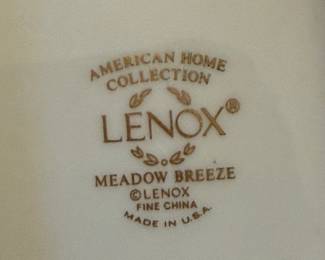 AMERICAN HOME
COLLECTION
LENOX®
MEADOW BREEZE
©LENOX
FINE CHINA
MADE IN U.S.A.